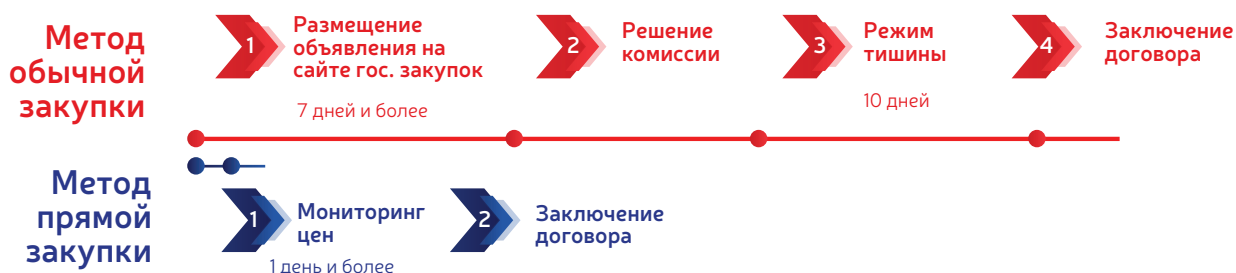 Метод
обычной
закупки
1
Размещение
объявления на
сайте гос. закупок
7 дней и более
2
Решение
комиссии
3
Режим
тишины
10 дней
4
Заключение
договора
Метод
прямой
закупки
1
Мониторинг
цен
1 день и более
2
Заключение
договора